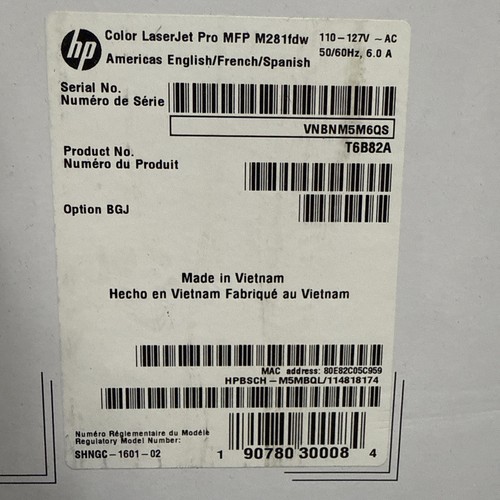 hp
Color LaserJet Pro MFP M281fdw 110-127V ~ AC
Americas English/French/Spanish 50/60Hz, 6.0 A
Serial No.
Numéro de Série
VNBNM5M6QS
Product No. T6B82A
Numéro du Produit
Option BGJ
Made in Vietnam
Hecho en Vietnam Fabriqué au Vietnam
MAC address: 80E82C05C959
HPBSCH-M5MBQL/114818174
Numéro Réglementaire du Modèle
Regulatory Model Number:
SHNGC-1601-02
1 90780 30008 4